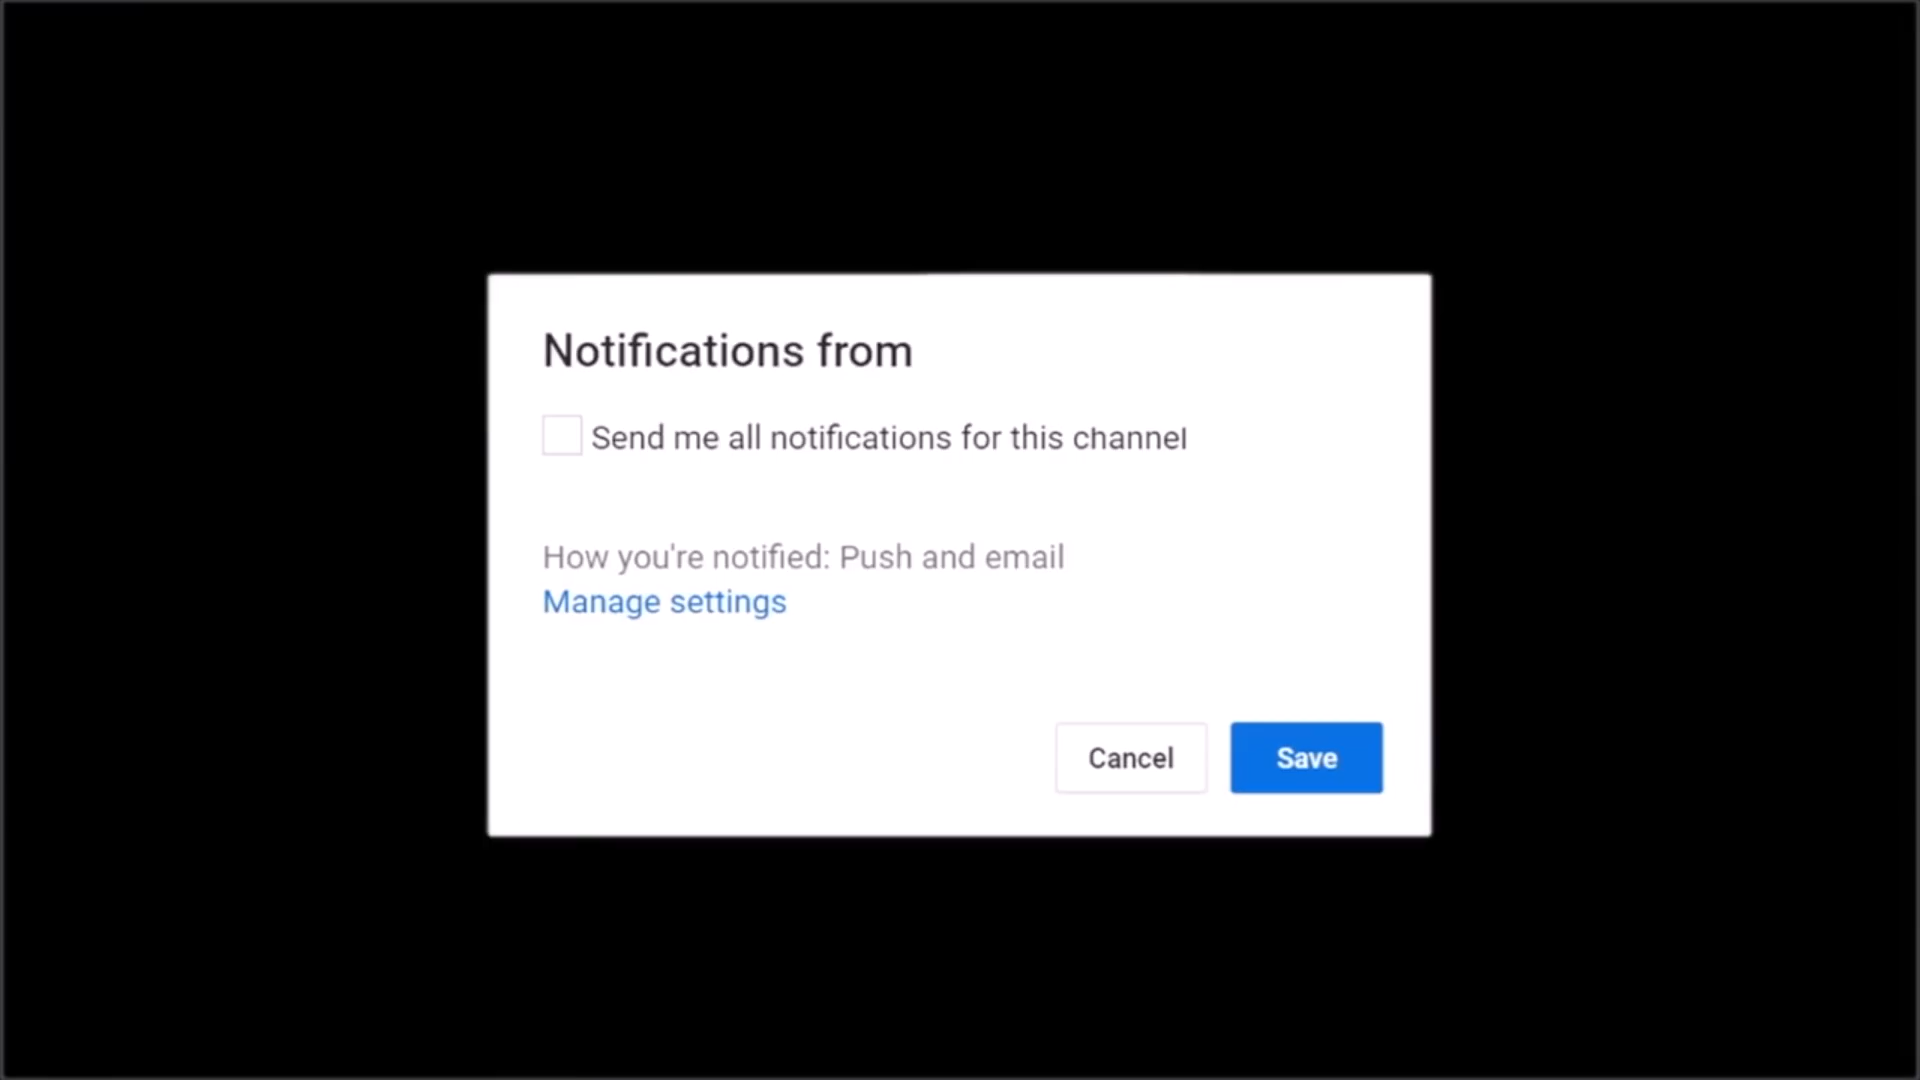 Notifications from
Send me all notifications for this channel
How you're notified: Push and email
Manage settings
Cancel
Save